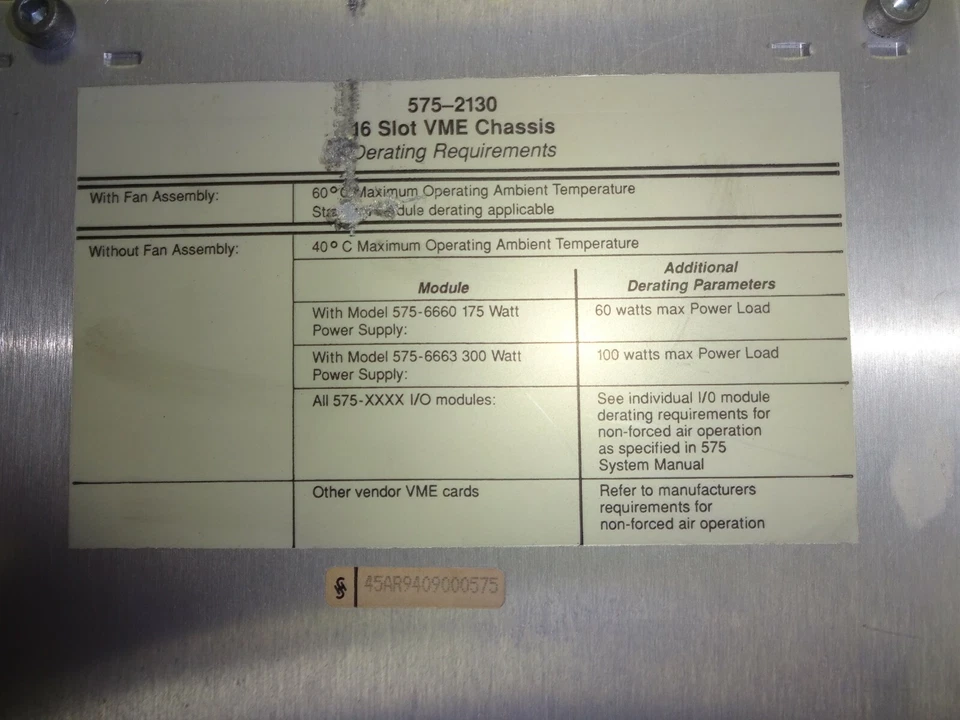 575–2130
16 Slot VME Chassis
Derating Requirements
With Fan Assembly:
60° C Maximum Operating Ambient Temperature
module derating applicable
Without Fan Assembly:
40° C Maximum Operating Ambient Temperature
Module
Additional
Derating Parameters
With Model 575-6660 175 Watt
Power Supply:
60 watts max Power Load
With Model 575-6663 300 Watt
Power Supply:
100 watts max Power Load
All 575-XXXX I/O modules:
See individual I/0 module
derating requirements for
non-forced air operation
as specified in 575
System Manual
Other vendor VME cards
Refer to manufacturers
requirements for
non-forced air operation
45AR9409000575